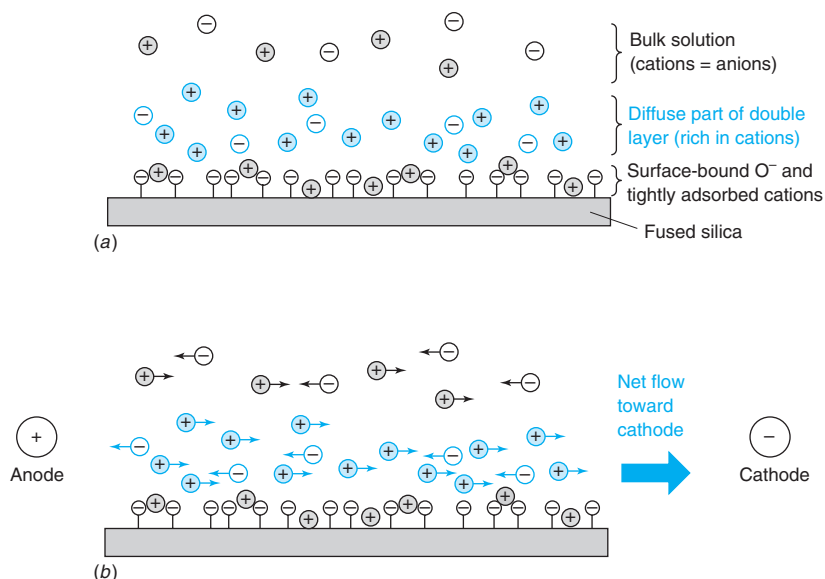 Bulk solution
(cations = anions)
Diffuse part of double
layer (rich in cations)
Surface-bound O⁻ and
tightly adsorbed cations
Fused silica
(a)
Net flow
toward
cathode
+
Anode
−
Cathode
(b)